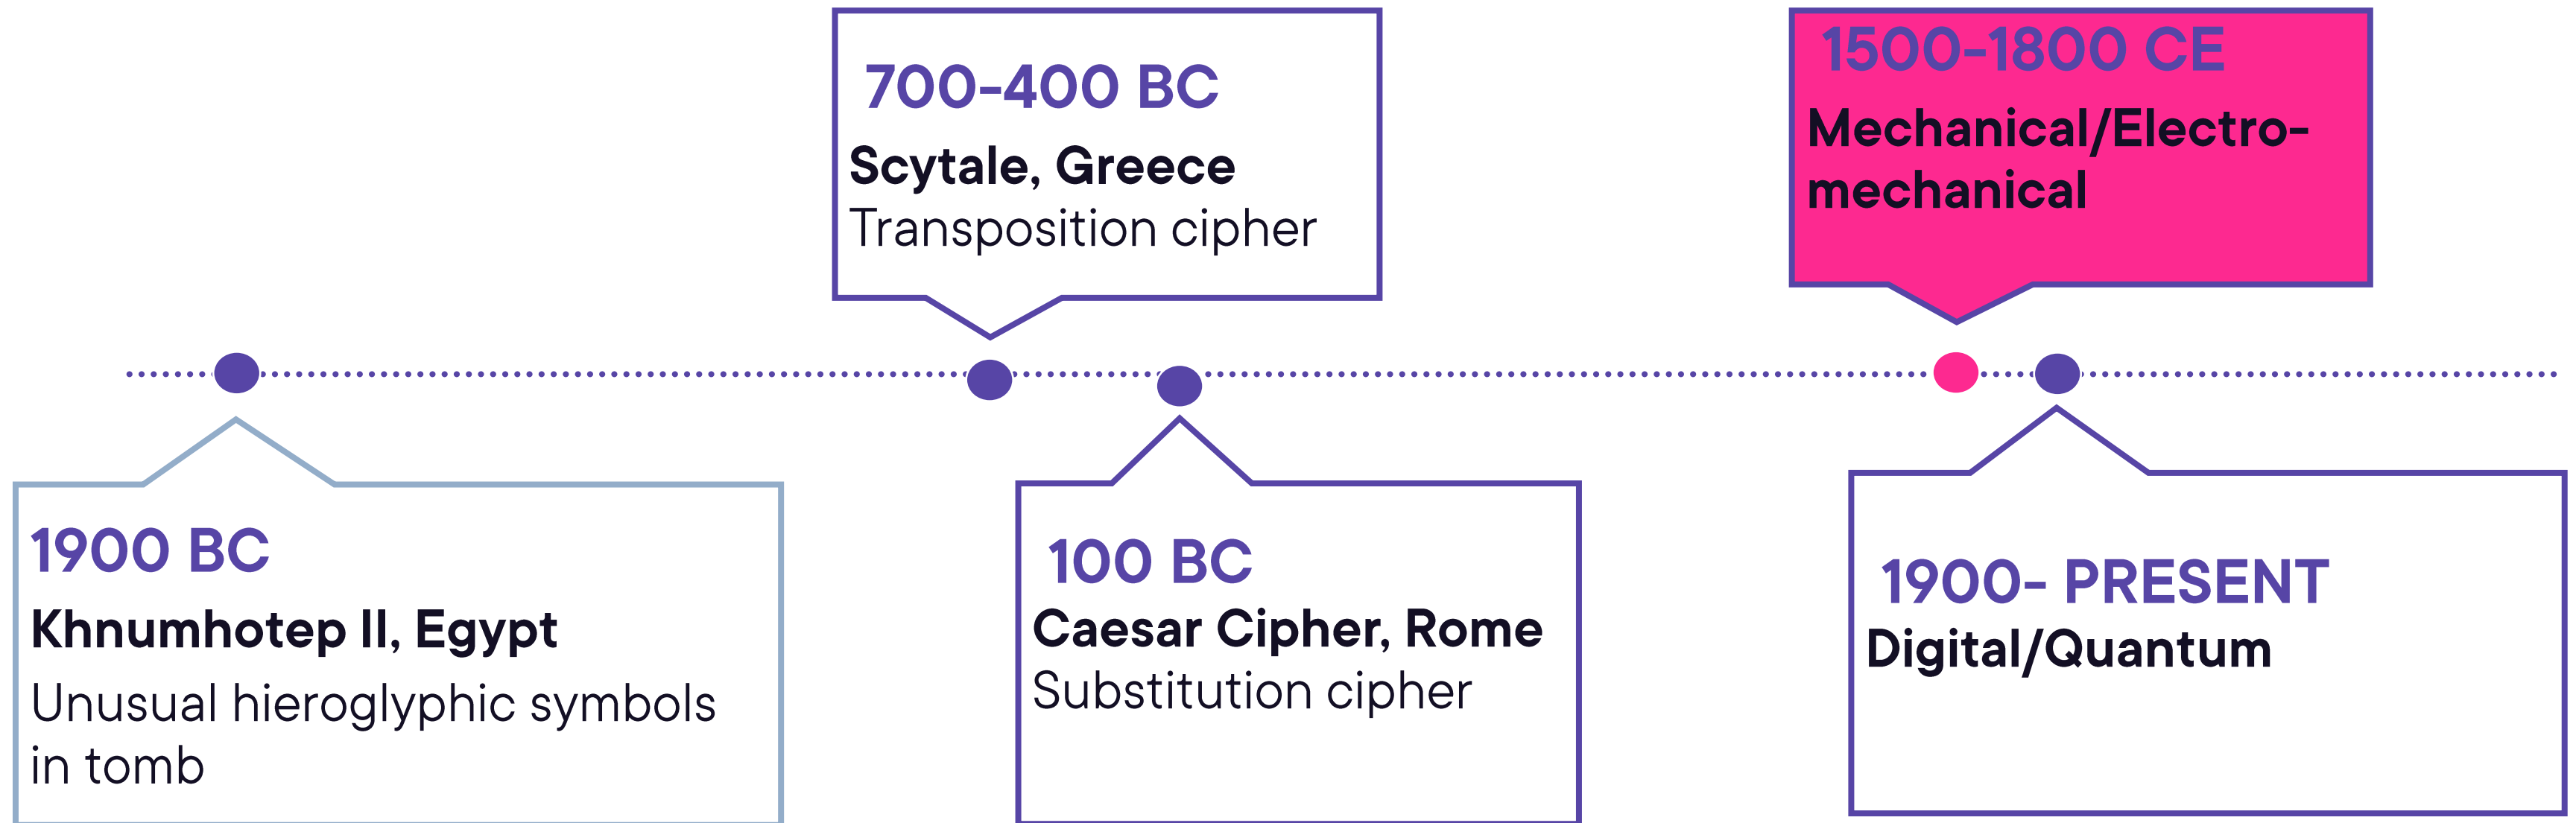 1900 BC
Khnumhotep II, Egypt
Unusual hieroglyphic symbols
in tomb
700-400 BC
Scytale, Greece
Transposition cipher
100 BC
Caesar Cipher, Rome
Substitution cipher
1500-1800 CE
Mechanical/Electro-
mechanical
1900- PRESENT
Digital/Quantum